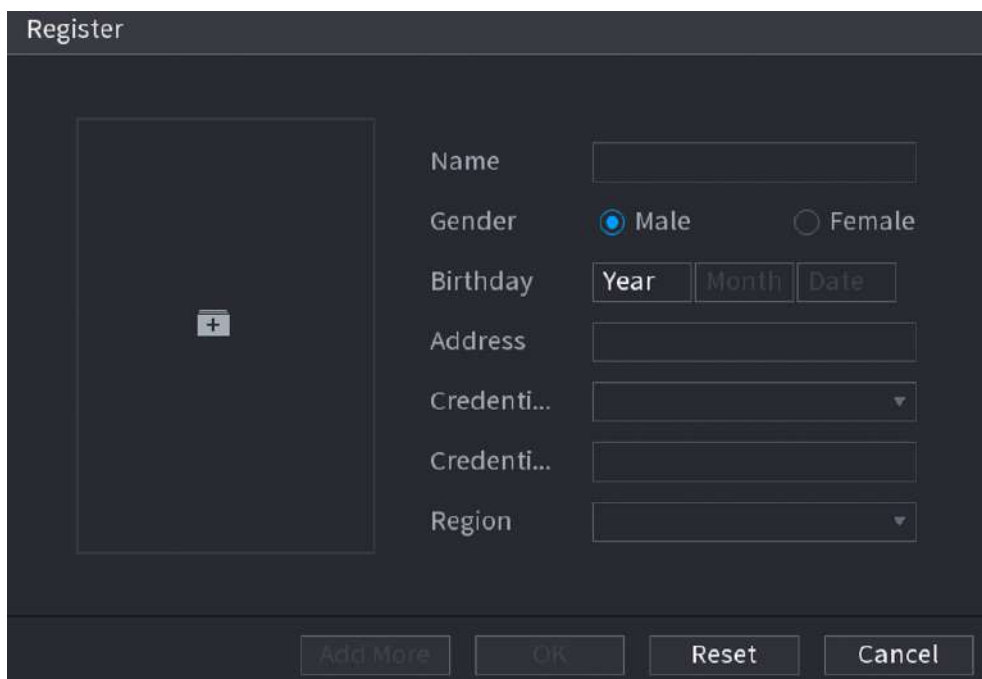 Register
Name
Gender Male Female
Birthday Year Month Date
Address
Credenti...
Credenti...
Region
Add More OK Reset Cancel